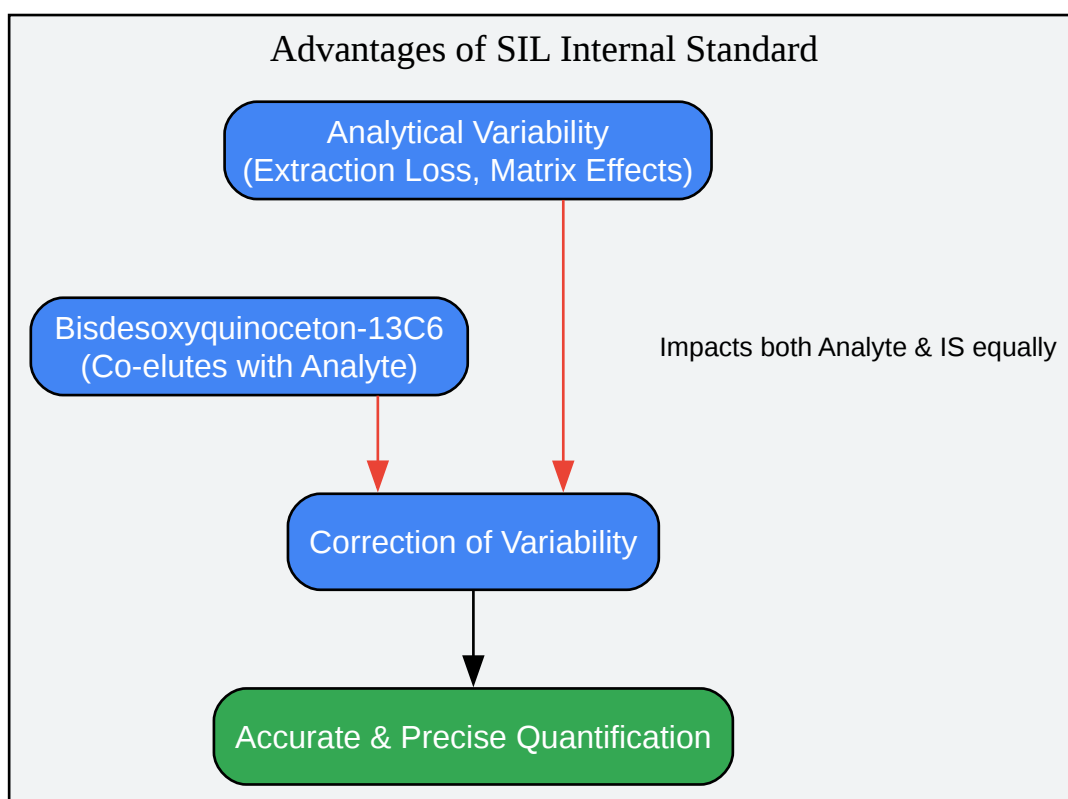 Advantages of SIL Internal Standard
Analytical Variability
(Extraction Loss, Matrix Effects)
Bisdesoxyquinoceton-13C6
(Co-elutes with Analyte)
Impacts both Analyte & IS equally
Correction of Variability
Accurate & Precise Quantification